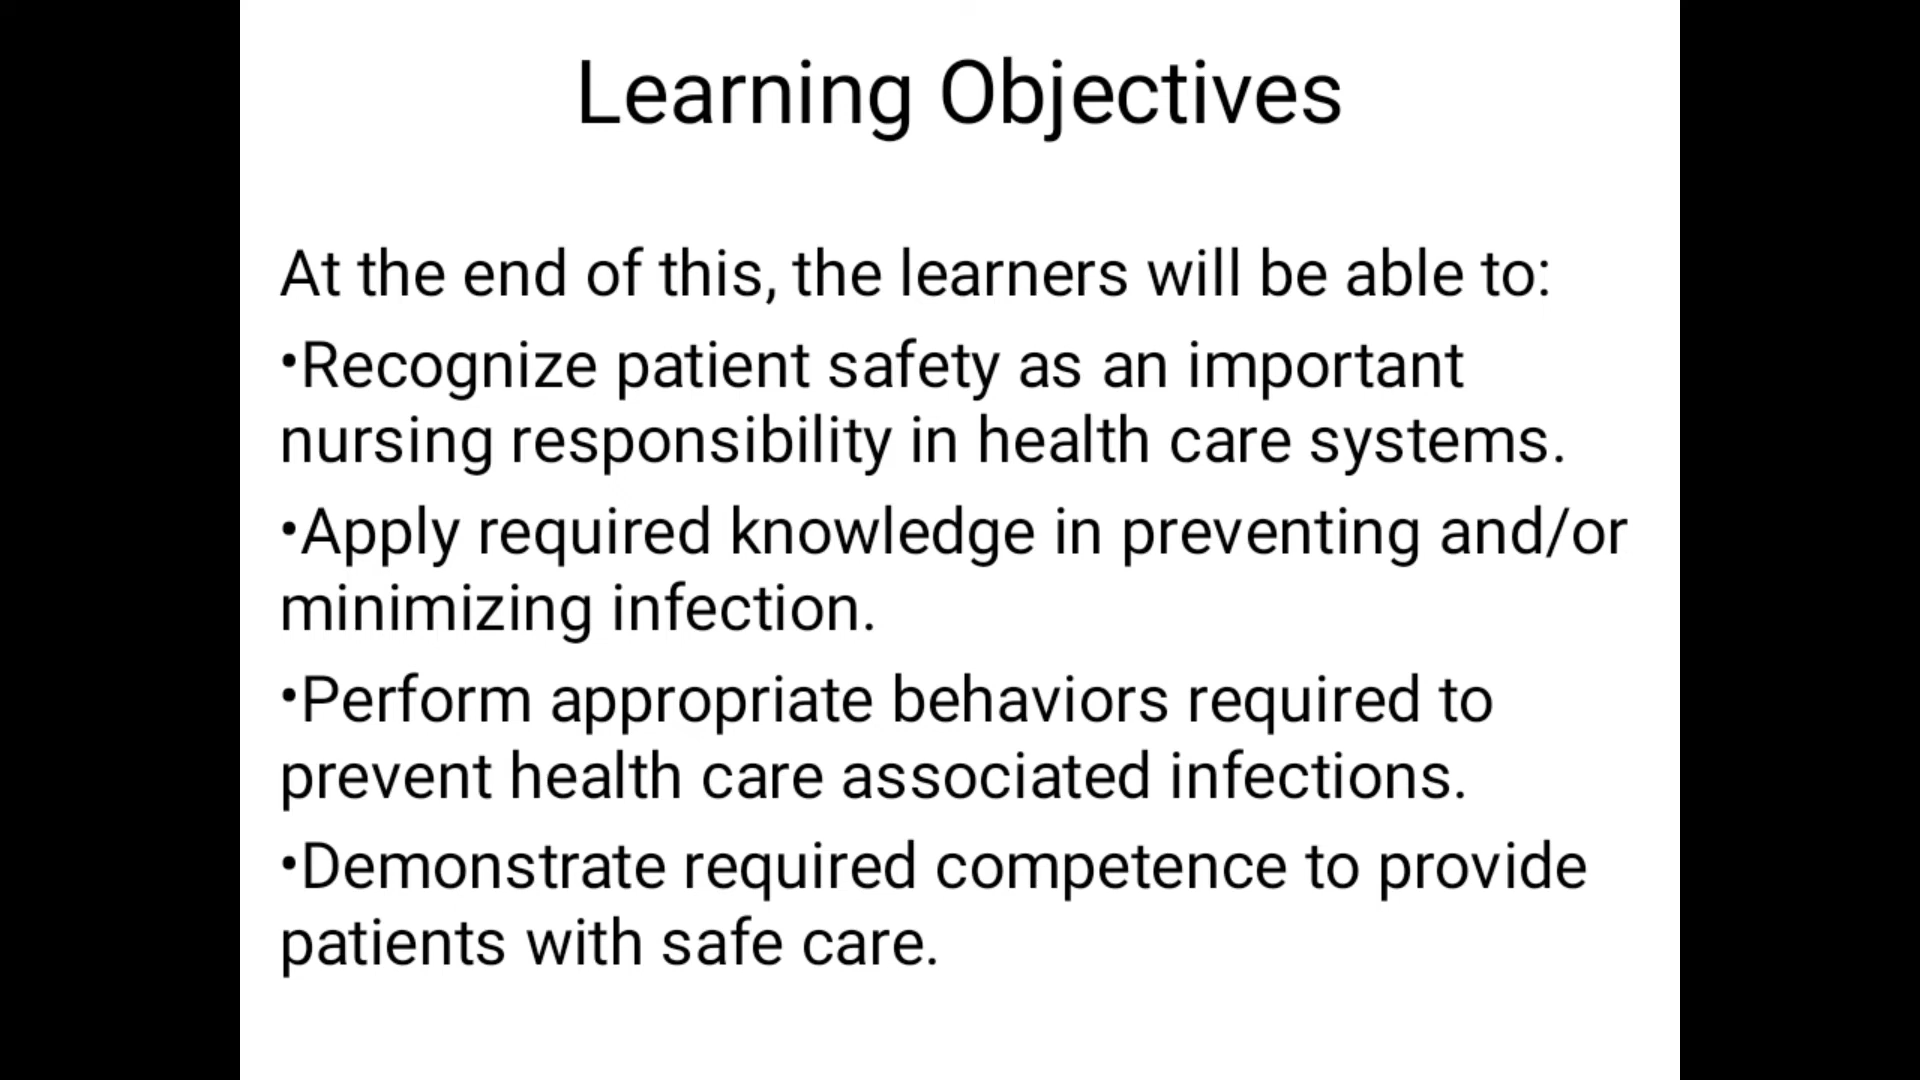 Learning Objectives
At the end of this, the learners will be able to:
•Recognize patient safety as an important
nursing responsibility in health care systems.
•Apply required knowledge in preventing and/or
minimizing infection.
•Perform appropriate behaviors required to
prevent health care associated infections.
•Demonstrate required competence to provide
patients with safe care.